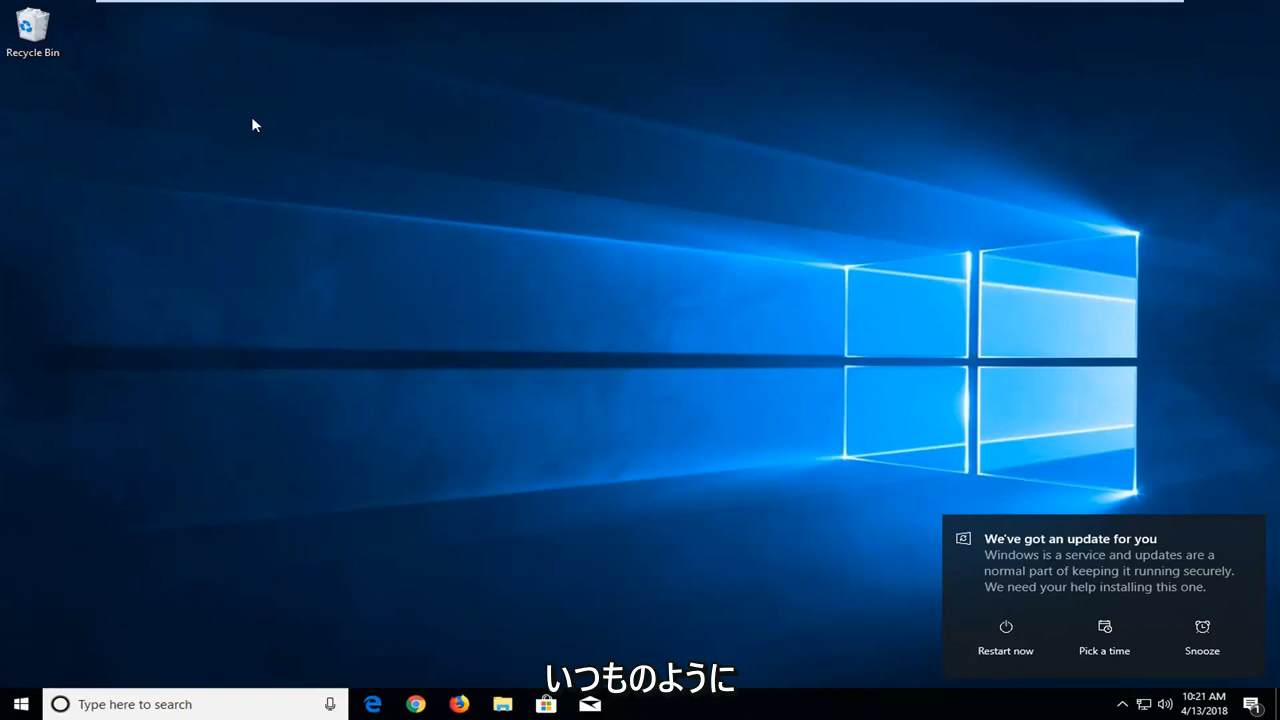 Recycle Bin
We've got an update for you
Windows is a service and updates are a
normal part of keeping it running securely.
We need your help installing this one.
Restart now
Pick a time
Snooze
いつものように
Type here to search
10:21 AM
4/13/2018
1